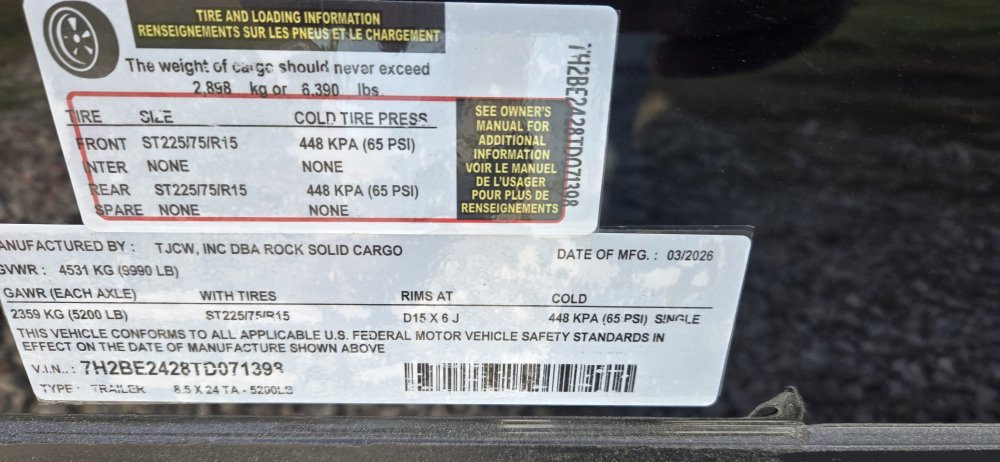 TIRE AND LOADING INFORMATION
RENSEIGNEMENTS SUR LES PNEUS ET LE CHARGEMENT
The weight of cargo should never exceed
2,898 kg or 6,390 lbs
TIRE SIZE COLD TIRE PRESS
FRONT ST225/75/R15 448 KPA (65 PSI)
NTER NONE NONE
REAR ST225/75/R15 448 KPA (65 PSI)
SPARE NONE NONE
SEE OWNER'S
MANUAL FOR
ADDITIONAL
INFORMATION
VOIR LE MANUEL
DE L'USAGER
POUR PLUS DE
RENSEIGNEMENTS
7H2BE2428TD071398
ANUFACTURED BY : TJCW, INC DBA ROCK SOLID CARGO DATE OF MFG. : 03/2026
GVWR : 4531 KG (9990 LB)
GAWR (EACH AXLE) WITH TIRES RIMS AT COLD
2359 KG (5200 LB) ST225/75/R15 D15 X 6 J 448 KPA (65 PSI) SINGLE
THIS VEHICLE CONFORMS TO ALL APPLICABLE U.S. FEDERAL MOTOR VEHICLE SAFETY STANDARDS IN
EFFECT ON THE DATE OF MANUFACTURE SHOWN ABOVE
V.I.N.. : 7H2BE2428TD071398
TYPE : TRAILER 8.5 X 24 TA - 5200LB